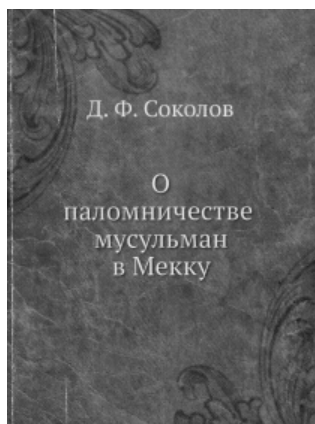 Д. Ф. Соколов
О
паломничестве
мусульман
в Мекку